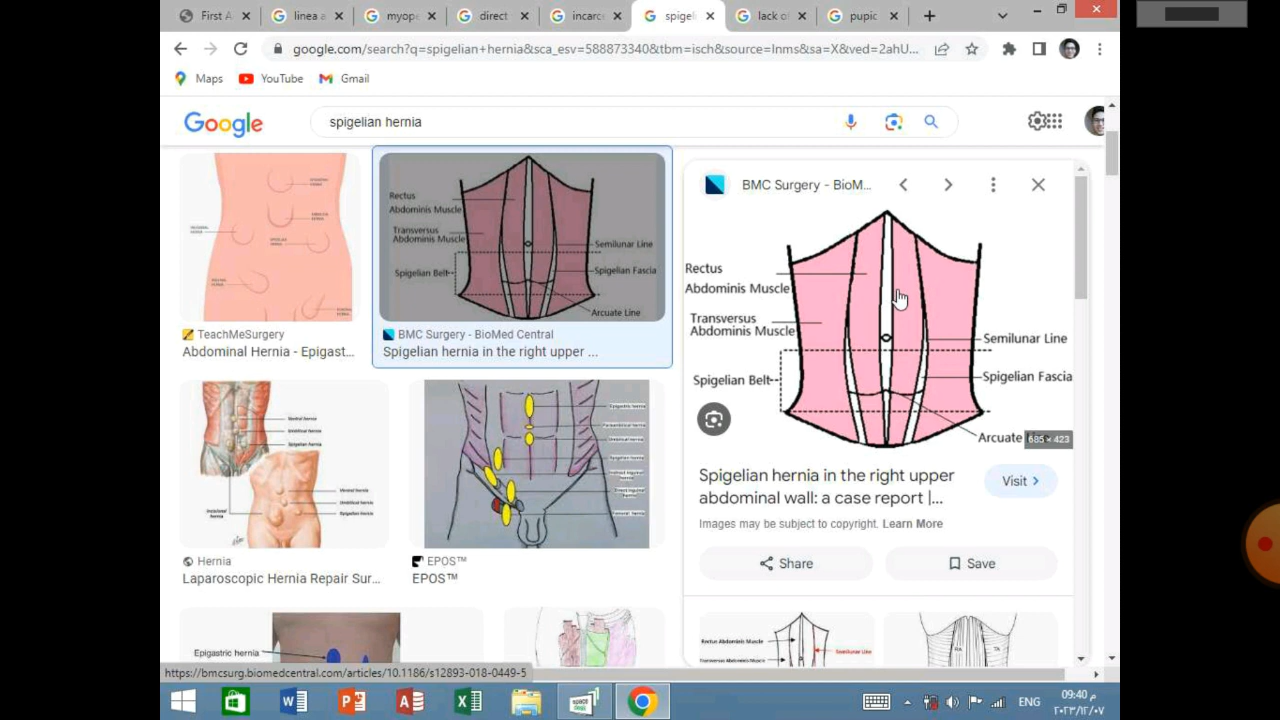 First A
linea a
myope
direct
incarce
spigeli
lack of
pupic
google.com/search?q=spigelian+hernia&sca_esv=588873340&tbm=isch&source=lnms&sa=X&ved=2ahU...
Maps
YouTube
Gmail
Google
spigelian hernia
TeachMeSurgery
Abdominal Hernia - Epigast...
Rectus
Abdominis Muscle
Transversus
Abdominis Muscle
Spigelian Belt
Semilunar Line
Spigelian Fascia
Arcuate Line
BMC Surgery - BioMed Central
Spigelian hernia in the right upper ...
Hernia
Laparoscopic Hernia Repair Sur...
EPOS™
EPOS™
Epigastric hernia
BMC Surgery - BioM...
Rectus
Abdominis Muscle
Transversus
Abdominis Muscle
Spigelian Belt
Semilunar Line
Spigelian Fascia
Arcuate
685 × 423
Spigelian hernia in the right upper
abdominal wall: a case report |...
Visit
Images may be subject to copyright. Learn More
Share
Save
Rectus Abdominis Muscle
Semilunar Line
https://bmcsurg.biomedcentral.com/articles/10.1186/s12893-018-0449-5
ENG
09:40 م
٢٠٢٣/١٢/٠٧